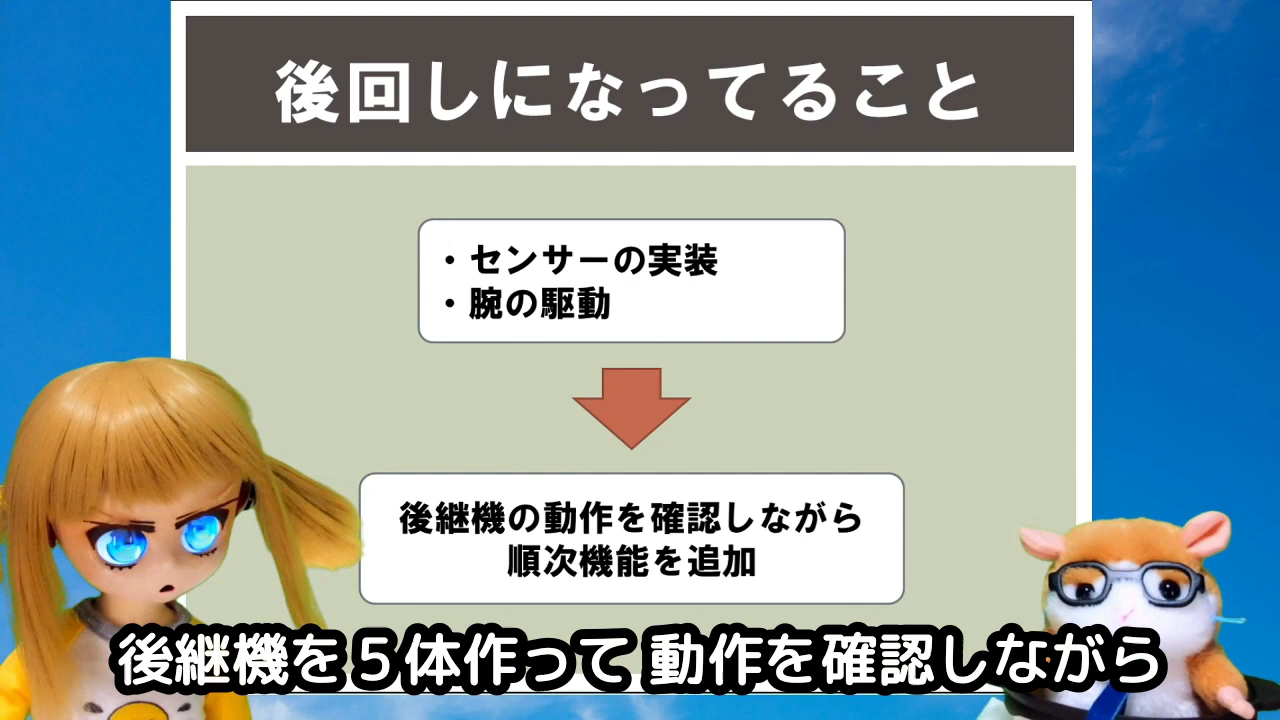 後回しになってること
・センサーの実装
・腕の駆動
後継機の動作を確認しながら
順次機能を追加
後継機を５体作って 動作を確認しながら